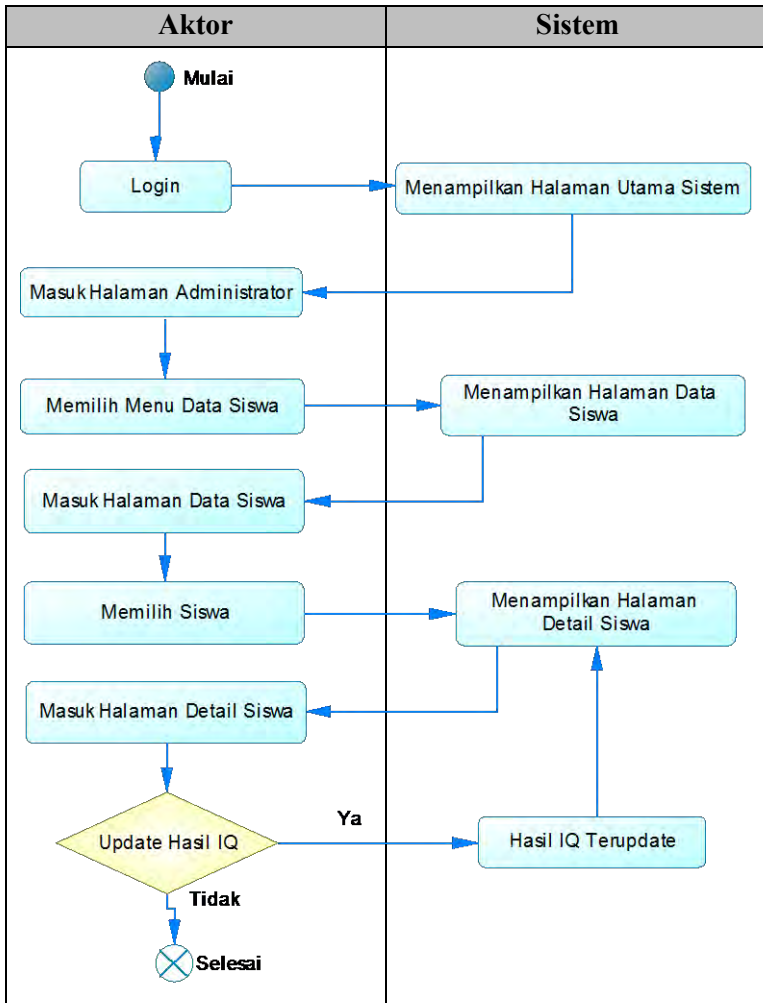 Aktor
Sistem
Mulai
Login
Menampilkan Halaman Utama Sistem
Masuk Halaman Administrator
Memilih Menu Data Siswa
Menampilkan Halaman Data
Siswa
Masuk Halaman Data Siswa
Memilih Siswa
Menampilkan Halaman
Detail Siswa
Masuk Halaman Detail Siswa
Update Hasil IQ
Ya
Hasil IQ Terupdate
Tidak
Selesai